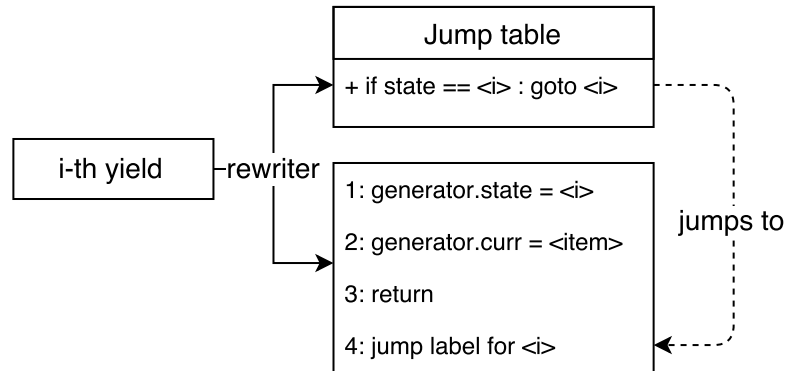 Jump table
+ if state == <i> : goto <i>
i-th yield
rewriter
1: generator.state = <i>
2: generator.curr = <item>
3: return
4: jump label for <i>
jumps to